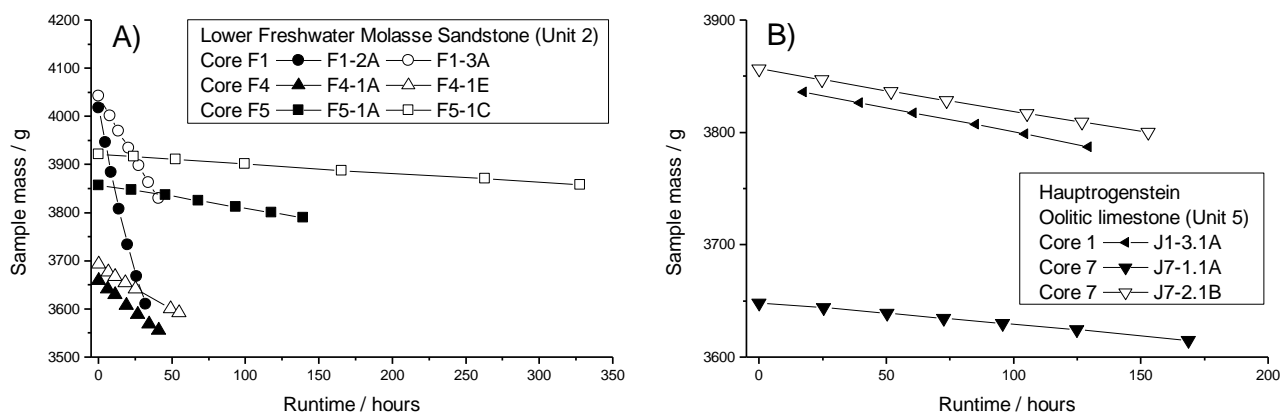 A)
Lower Freshwater Molasse Sandstone (Unit 2)
Core F1 F1-2A F1-3A
Core F4 F4-1A F4-1E
Core F5 F5-1A F5-1C
4200
4100
4000
3900
3800
3700
3600
3500
Sample mass / g
0 50 100 150 200 250 300 350
Runtime / hours
B)
Hauptrogenstein
Oolitic limestone (Unit 5)
Core 1 J1-3.1A
Core 7 J7-1.1A
Core 7 J7-2.1B
3900
3800
3700
3600
Sample mass / g
0 50 100 150 200
Runtime / hours